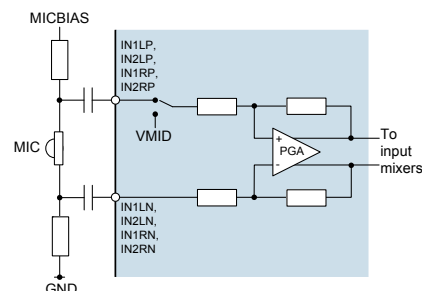 MICBIAS
IN1LP,
IN2LP,
IN1RP,
IN2RP
VMID
MIC
+
PGA
-
To
input
mixers
IN1LN,
IN2LN,
IN1RN,
IN2RN
GND